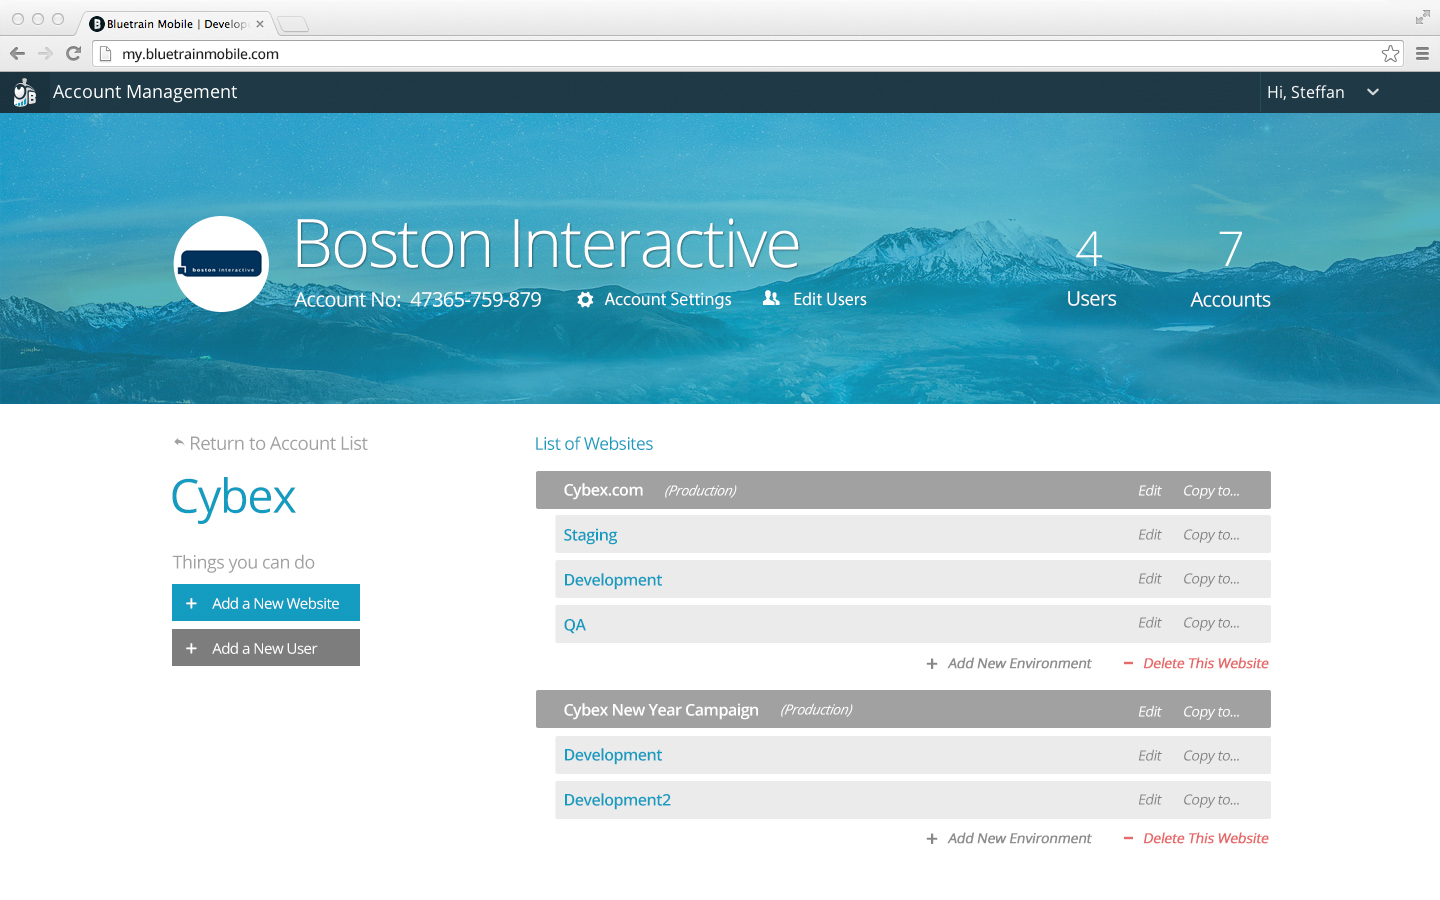 Bluetrain Mobile | Develop
my.bluetrainmobile.com
Account Management
Hi, Steffan
boston interactive
Boston Interactive
4
7
Account No: 47365-759-879
Account Settings
Edit Users
Users
Accounts
Return to Account List
Cybex
Things you can do
+ Add a New Website
+ Add a New User
List of Websites
Cybex.com (Production) Edit Copy to...
Staging Edit Copy to...
Development Edit Copy to...
QA Edit Copy to...
+ Add New Environment – Delete This Website
Cybex New Year Campaign (Production) Edit Copy to...
Development Edit Copy to...
Development2 Edit Copy to...
+ Add New Environment – Delete This Website